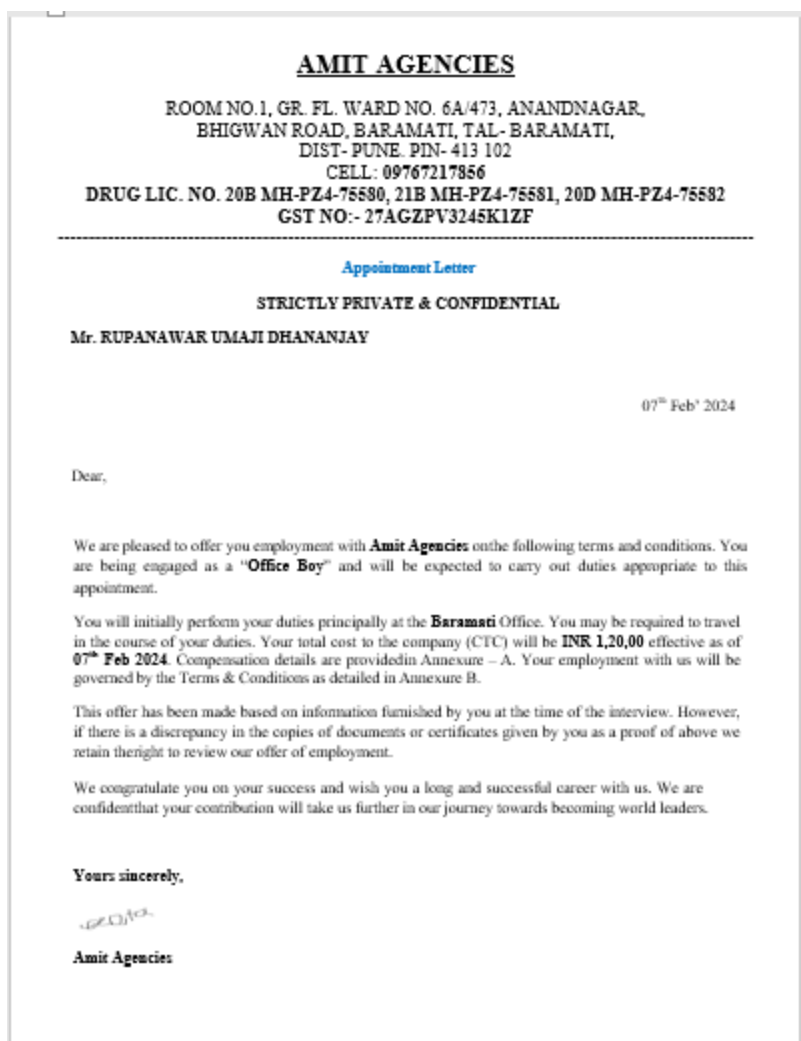 AMIT AGENCIES
ROOM NO.1, GR. FL. WARD NO. 6A/473, ANANDNAGAR,
BHIGWAN ROAD, BARAMATI, TAL- BARAMATI,
DIST- PUNE. PIN- 413 102
CELL: 09767217856
DRUG LIC. NO. 20B MH-PZ4-75580, 21B MH-PZ4-75581, 20D MH-PZ4-75582
GST NO:- 27AGZPV3245K1ZF
Appointment Letter
STRICTLY PRIVATE & CONFIDENTIAL
Mr. RUPANAWAR UMAJI DHANANJAY
07th Feb' 2024
Dear,
We are pleased to offer you employment with Amit Agencies onthe following terms and conditions. You
are being engaged as a "Office Boy" and will be expected to carry out duties appropriate to this
appointment.
You will initially perform your duties principally at the Baramati Office. You may be required to travel
in the course of your duties. Your total cost to the company (CTC) will be INR 1,20,00 effective as of
07th Feb 2024. Compensation details are providedin Annexure – A. Your employment with us will be
governed by the Terms & Conditions as detailed in Annexure B.
This offer has been made based on information furnished by you at the time of the interview. However,
if there is a discrepancy in the copies of documents or certificates given by you as a proof of above we
retain theright to review our offer of employment.
We congratulate you on your success and wish you a long and successful career with us. We are
confidentthat your contribution will take us further in our journey towards becoming world leaders.
Yours sincerely,
Amit Agencies